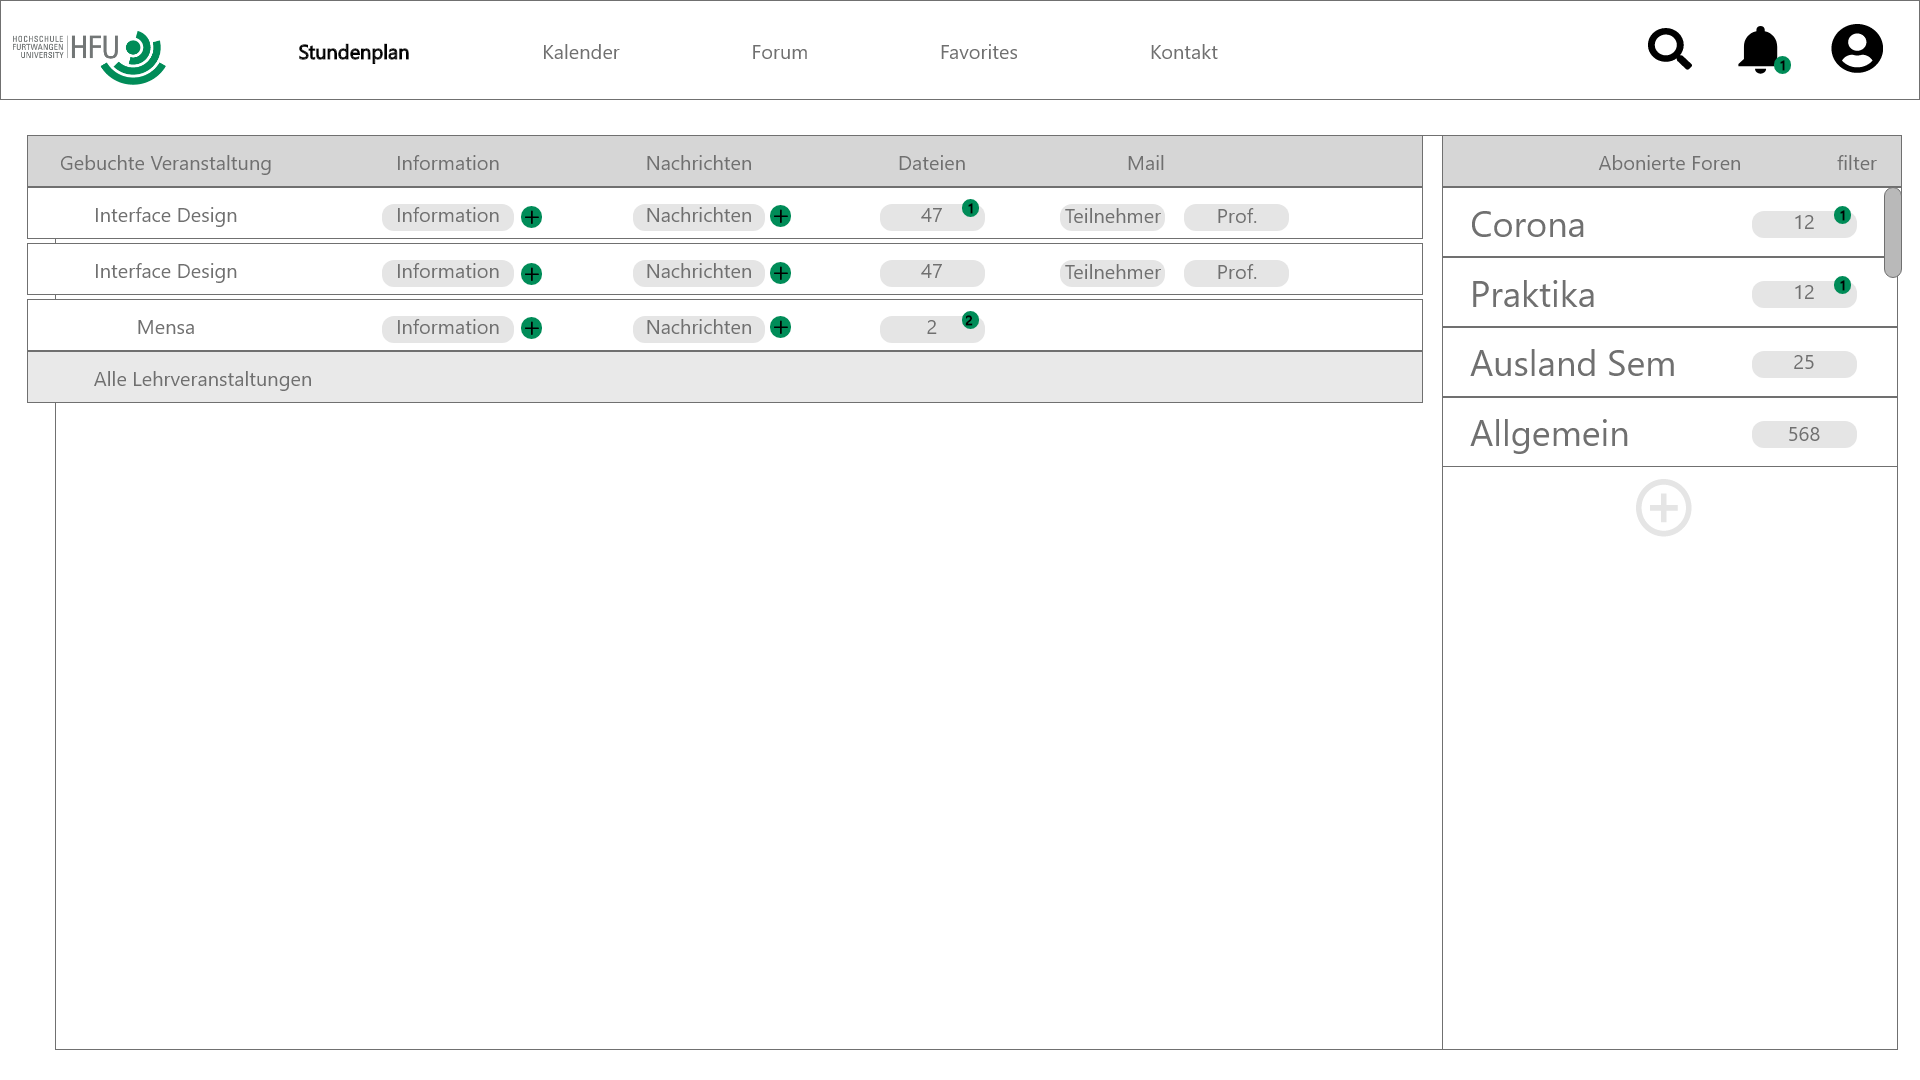 HOCHSCHULE
FURTWANGEN
UNIVERSITY
HFU
Stundenplan Kalender Forum Favorites Kontakt
1
Gebuchte Veranstaltung Information Nachrichten Dateien Mail
Interface Design Information Nachrichten 47 1 Teilnehmer Prof.
Interface Design Information Nachrichten 47 Teilnehmer Prof.
Mensa Information Nachrichten 2 2
Alle Lehrveranstaltungen
Abonierte Foren filter
Corona 12 1
Praktika 12 1
Ausland Sem 25
Allgemein 568